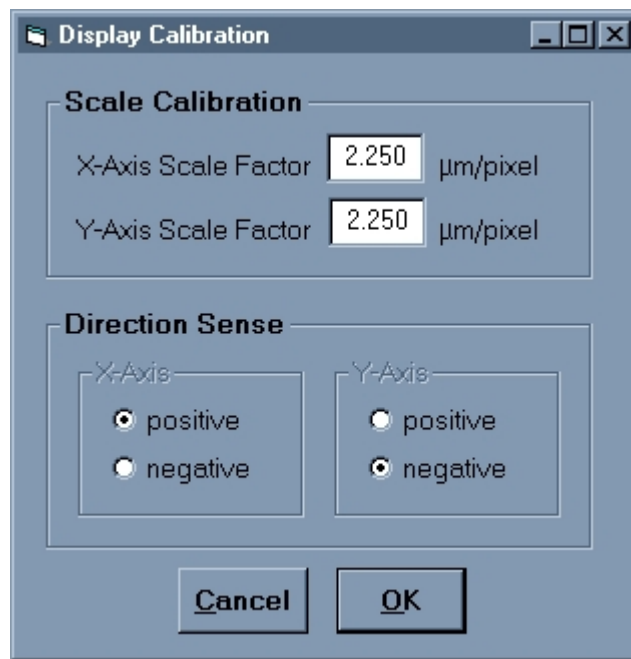 Display Calibration
Scale Calibration
X-Axis Scale Factor 2.250 µm/pixel
Y-Axis Scale Factor 2.250 µm/pixel
Direction Sense
X-Axis Y-Axis
positive positive
negative negative
Cancel OK